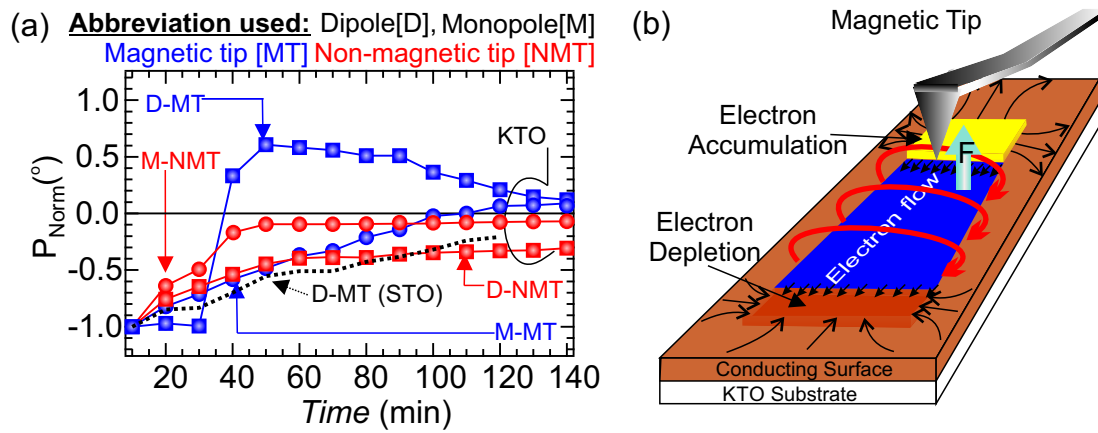 (a) Abbreviation used: Dipole[D], Monopole[M]
Magnetic tip [MT] Non-magnetic tip [NMT]
P_Norm(°)
1.0
0.5
0.0
-0.5
-1.0
D-MT
M-NMT
KTO
D-MT (STO)
D-NMT
M-MT
20 40 60 80 100 120 140
Time (min)
(b)
Magnetic Tip
Electron
Accumulation
F
Electron flow
Electron
Depletion
Conducting Surface
KTO Substrate